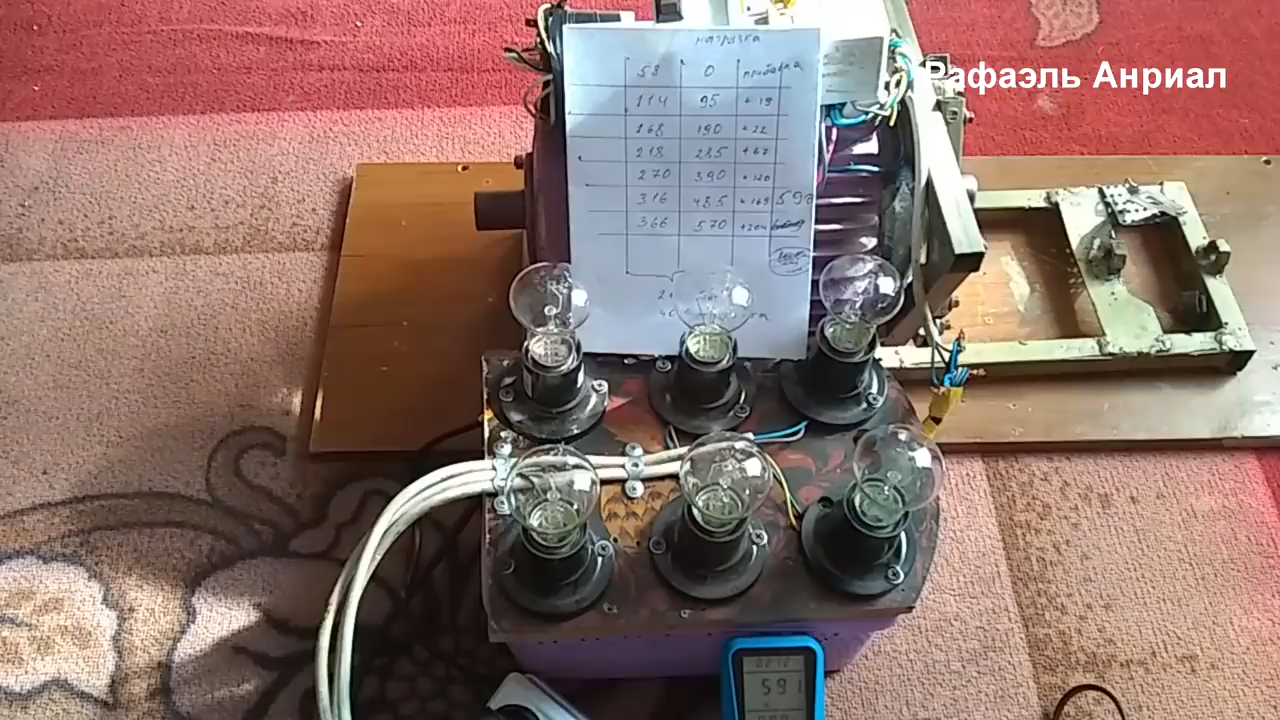 нагрузка
58 0 прибавка
114 95 + 19
168 190 + 22
218 285 + 67
270 390 + 120
316 485 + 169 590
366 570 +204
Рафаэль Анриал
591